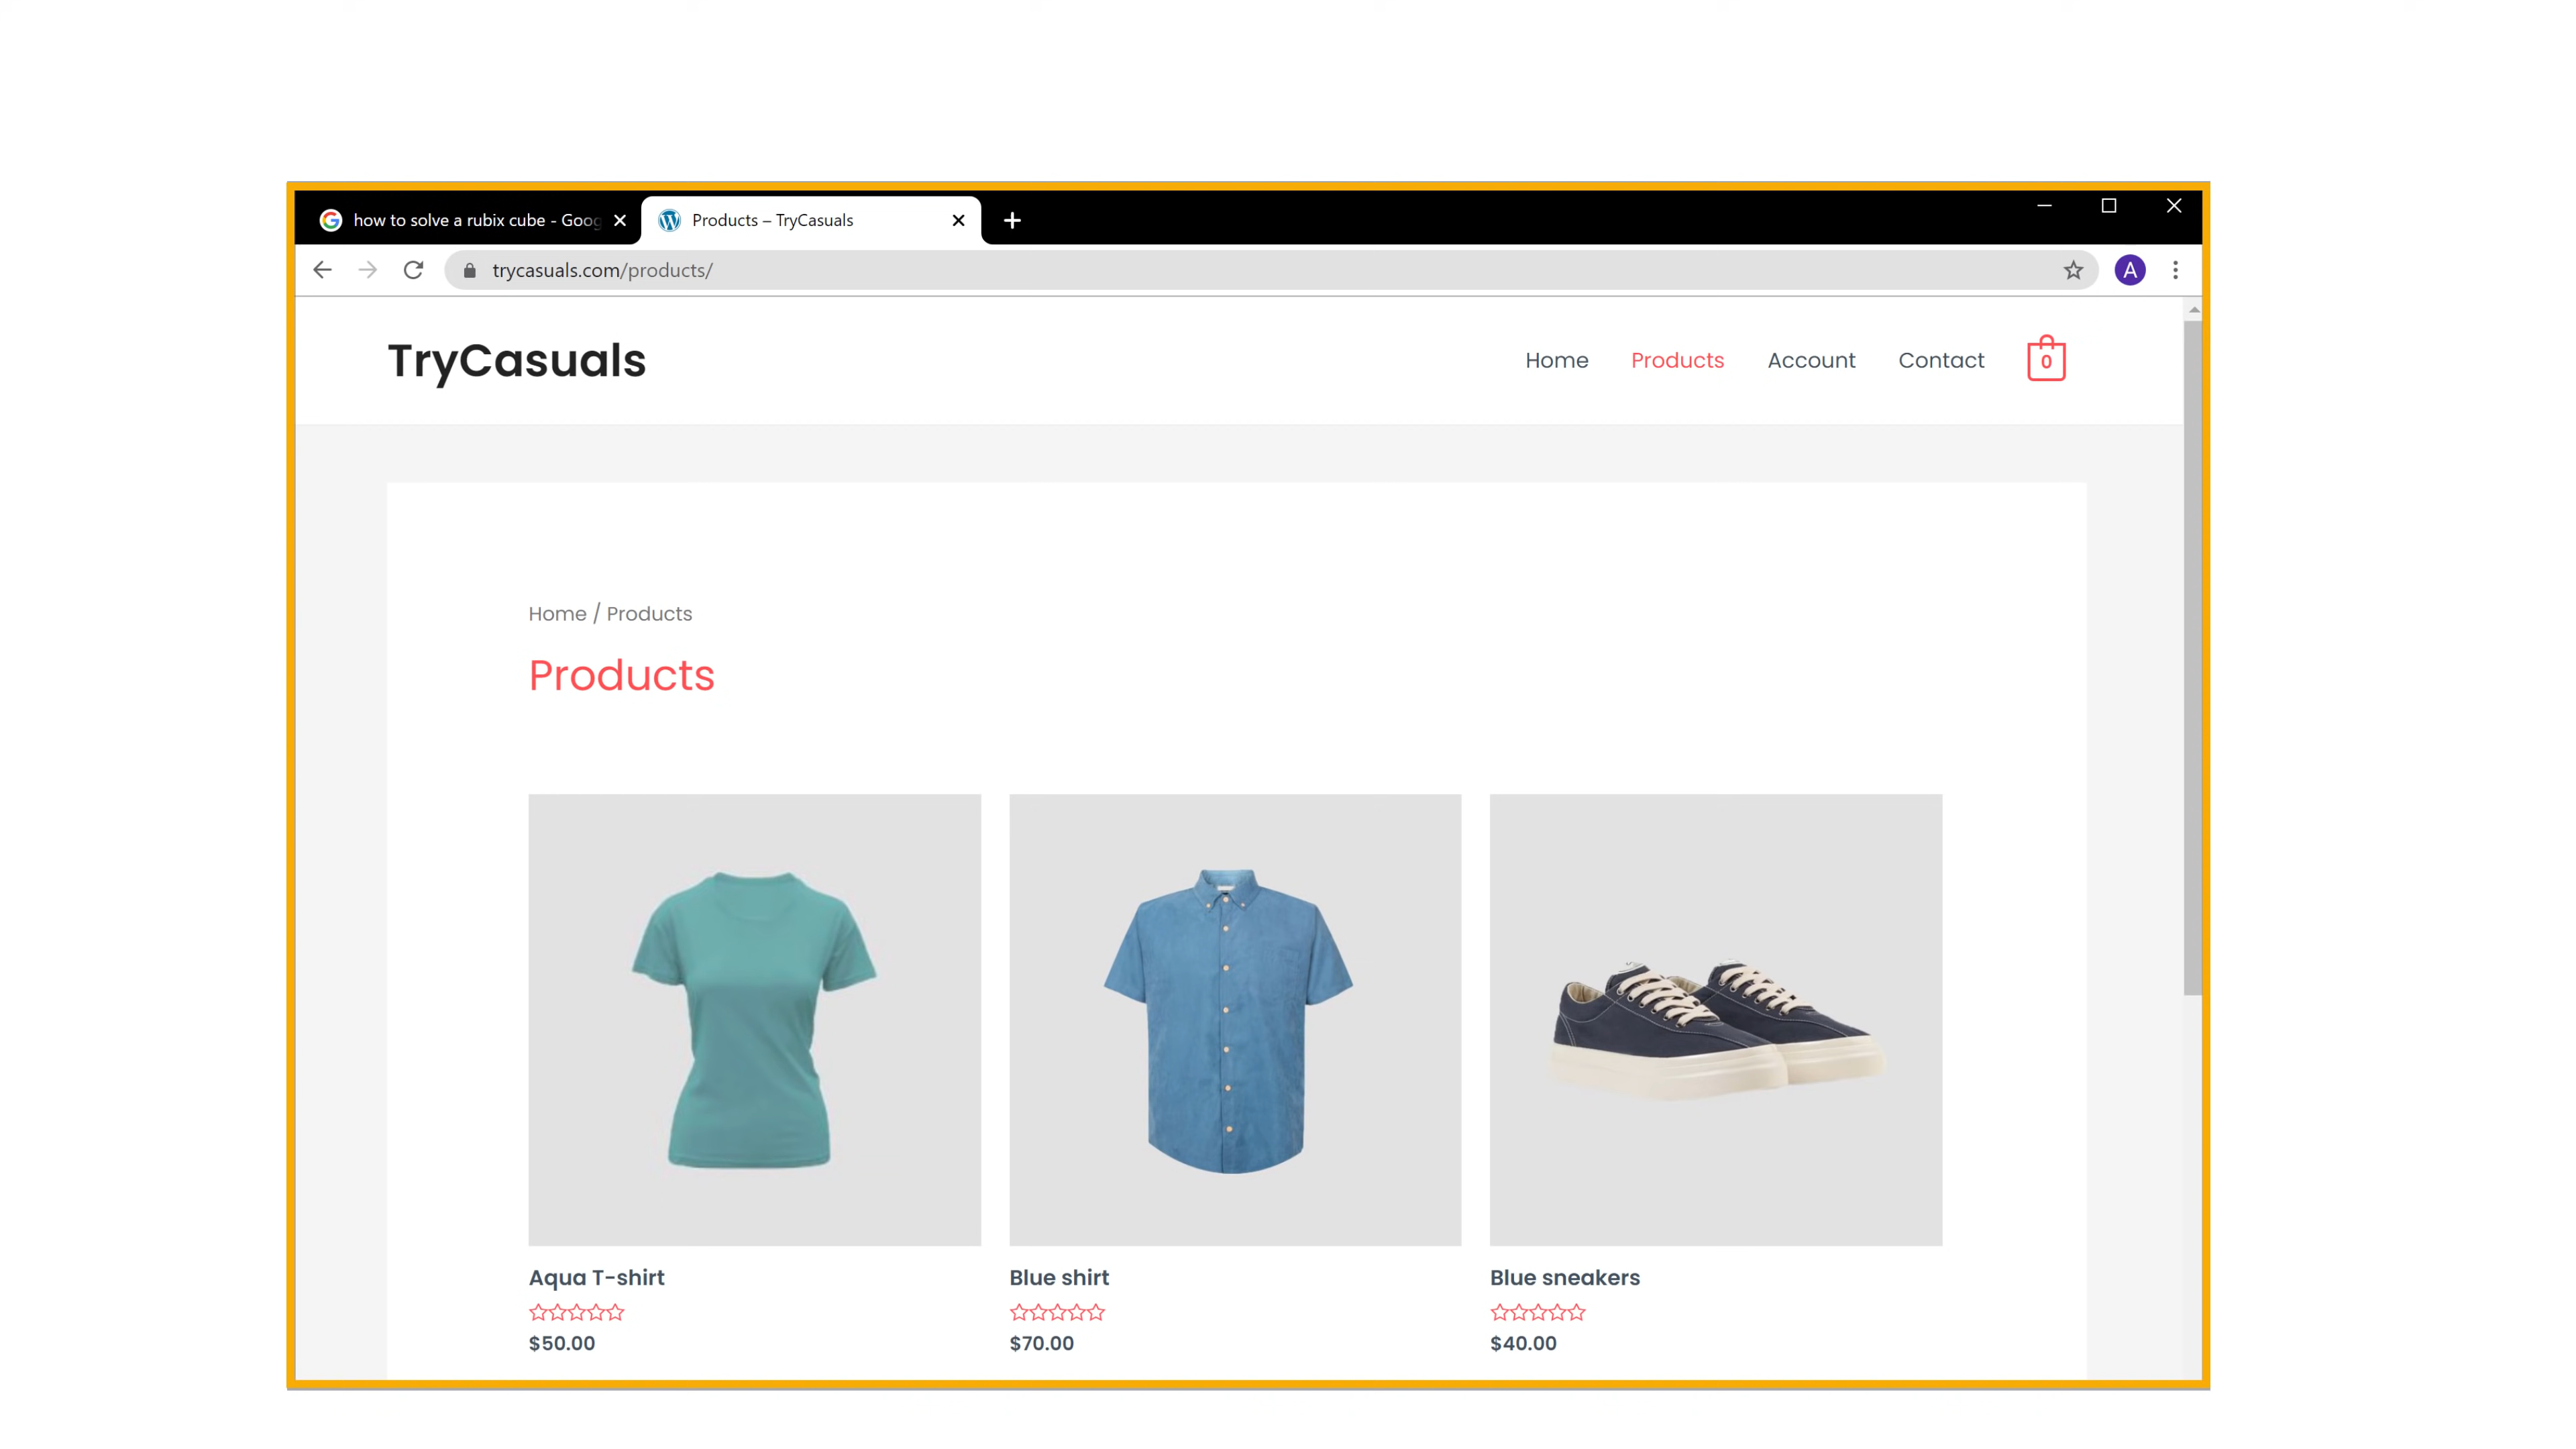 how to solve a rubix cube - Goog
Products – TryCasuals
trycasuals.com/products/
A
TryCasuals
Home Products Account Contact 0
Home / Products
Products
Aqua T-shirt
$50.00
Blue shirt
$70.00
Blue sneakers
$40.00